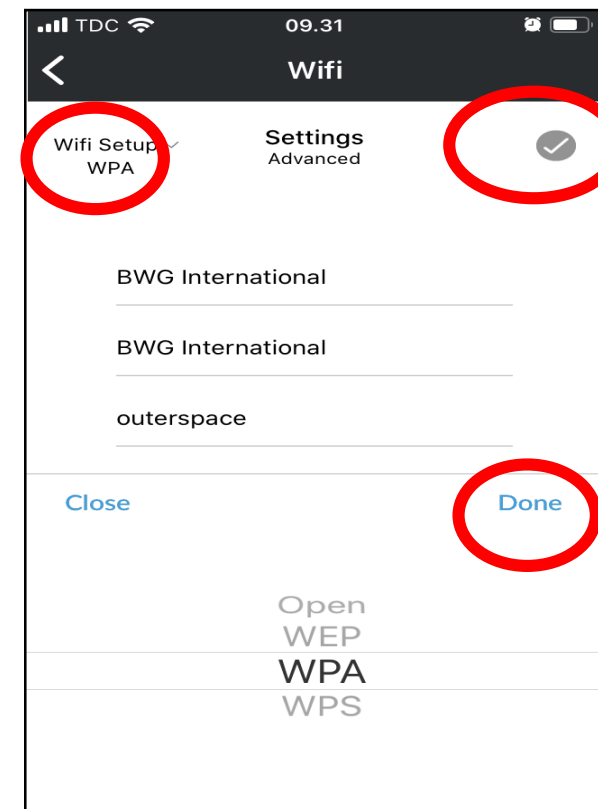 TDC 09.31
Wifi
Wifi Setup Settings
WPA Advanced
BWG International
BWG International
outerspace
Close Done
Open
WEP
WPA
WPS